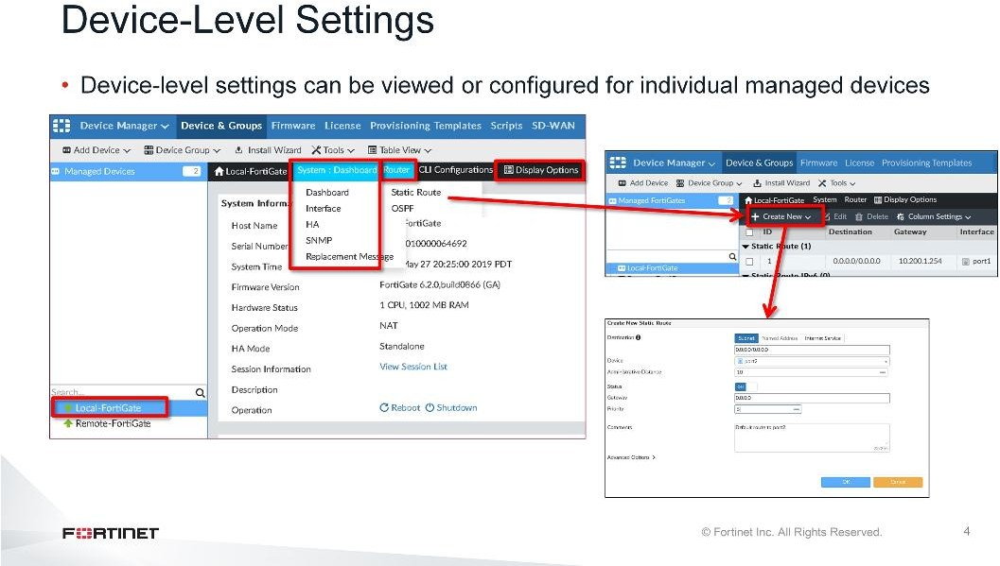 Device-Level Settings
• Device-level settings can be viewed or configured for individual managed devices
Device Manager Device & Groups Firmware License Provisioning Templates Scripts SD-WAN
Add Device Device Group Install Wizard Tools Table View
Managed Devices 2 Local-FortiGate System : Dashboard Router CLI Configurations Display Options
Dashboard Static Route
Interface OSPF
HA
SNMP
Replacement Message
System Informa
Host Name FortiGate
Serial Number 010000064692
System Time May 27 20:25:00 2019 PDT
Firmware Version FortiGate 6.2.0,build0866 (GA)
Hardware Status 1 CPU, 1002 MB RAM
Operation Mode NAT
HA Mode Standalone
Session Information View Session List
Description
Operation Reboot Shutdown
Search...
Local-FortiGate
Remote-FortiGate
Device Manager Device & Groups Firmware License Provisioning Templates
Add Device Device Group Install Wizard Tools
Managed FortiGates 2 Local-FortiGate System Router Display Options
+ Create New Edit Delete Column Settings
ID Destination Gateway Interface
Static Route (1)
1 0.0.0.0/0.0.0.0 10.200.1.254 port1
Static Route IPv6 (0)
Local-FortiGate
Create New Static Route
Destination Subnet Named Address Internet Service
0.0.0.0/0.0.0.0
Device port2
Administrative Distance 10
Status ON
Gateway 0.0.0.0
Priority 5
Comments Default route to port2
Advanced Options >
OK Cancel
FORTINET
© Fortinet Inc. All Rights Reserved. 4